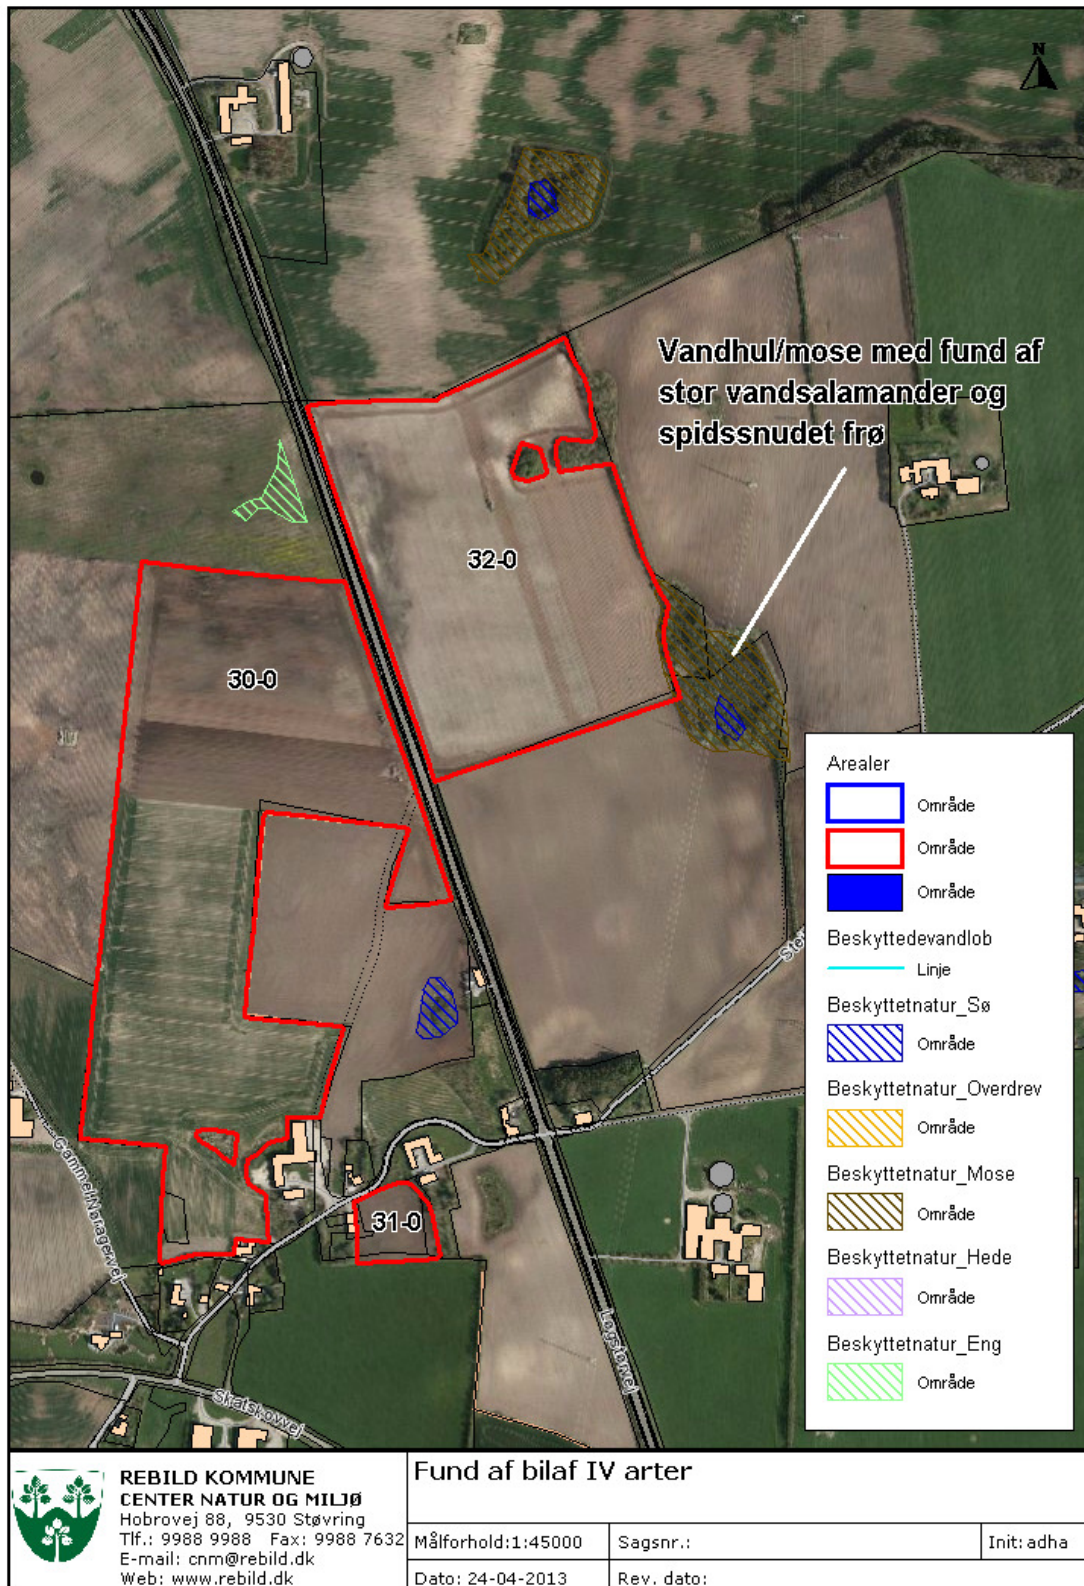 N
Vandhul/mose med fund af
stor vandsalamander og
spidssnudet frø
32-0
30-0
31-0
Gammel Nøragervej
Skatskovvej
Løgstørvej
Arealer
Område
Område
Område
Beskyttedevandlob
Linje
Beskyttetnatur_Sø
Område
Beskyttetnatur_Overdrev
Område
Beskyttetnatur_Mose
Område
Beskyttetnatur_Hede
Område
Beskyttetnatur_Eng
Område
REBILD KOMMUNE
CENTER NATUR OG MILJØ
Hobrovej 88, 9530 Støvring
Tlf.: 9988 9988 Fax: 9988 7632
E-mail: cnm@rebild.dk
Web: www.rebild.dk
Fund af bilaf IV arter
Målforhold:1:45000
Sagsnr.:
Init: adha
Dato: 24-04-2013
Rev. dato: